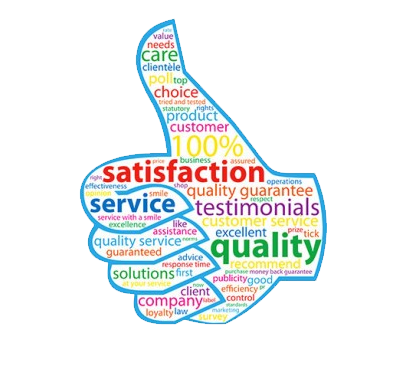 value
needs
care
clientèle
poll top
choice
tried and tested
statutory rights
product
customer
100%
price business assured
satisfaction
right shop operations
effectiveness smile quality guarantee
opinion respect
service testimonials
service with a smile customer service
excellence like excellent prize tick
assistance
quality service norms quality
guaranteed advice recommend
response time purchase money back guarantee
solutions first publicity good
at your service now efficiency pr
client control
company label standards
loyalty law marketing
survey